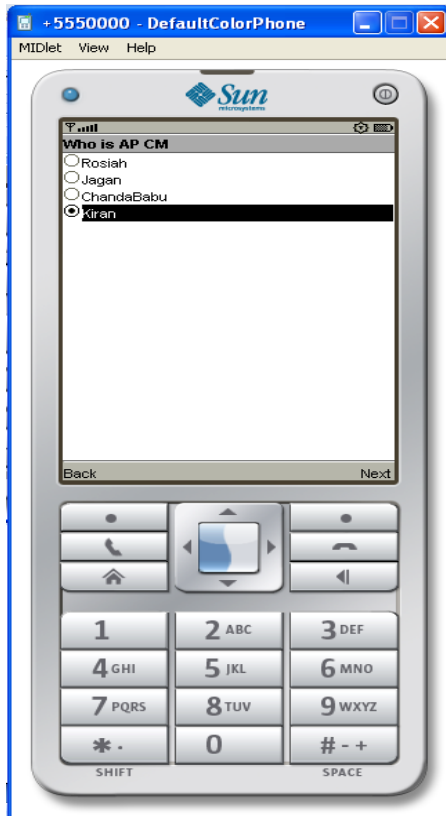 +5550000 - DefaultColorPhone
MIDlet View Help
Sun
microsystems
Who is AP CM
Rosiah
Jagan
ChandaBabu
Kiran
Back Next
1 2 ABC 3 DEF
4 GHI 5 JKL 6 MNO
7 PQRS 8 TUV 9 WXYZ
* . 0 # - +
SHIFT SPACE